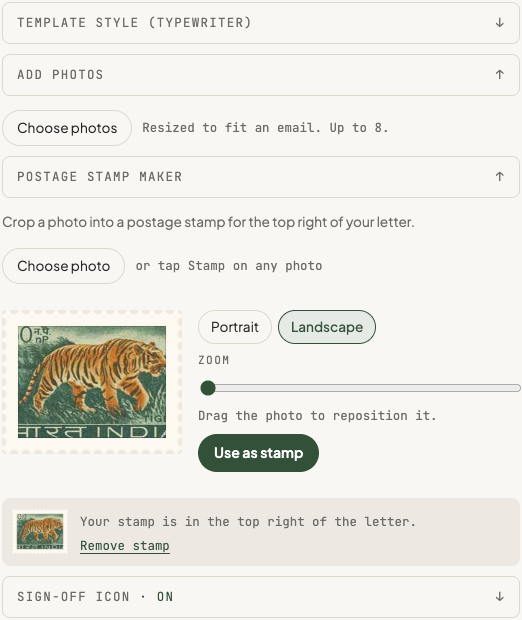 TEMPLATE STYLE (TYPEWRITER) ↓
ADD PHOTOS ↑
Choose photos Resized to fit an email. Up to 8.
POSTAGE STAMP MAKER ↑
Crop a photo into a postage stamp for the top right of your letter.
Choose photo or tap Stamp on any photo
न.पै.
nP
भारत INDIA
Portrait Landscape
ZOOM
Drag the photo to reposition it.
Use as stamp
Your stamp is in the top right of the letter.
Remove stamp
SIGN-OFF ICON · ON ↓